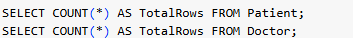 SELECT COUNT(*) AS TotalRows FROM Patient;
SELECT COUNT(*) AS TotalRows FROM Doctor;